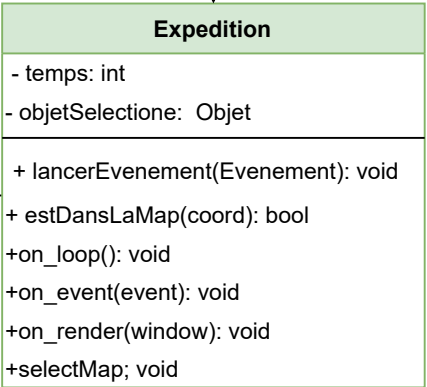 Expedition
- temps: int
- objetSelectione: Objet
+ lancerEvenement(Evenement): void
+ estDansLaMap(coord): bool
+on_loop(): void
+on_event(event): void
+on_render(window): void
+selectMap; void